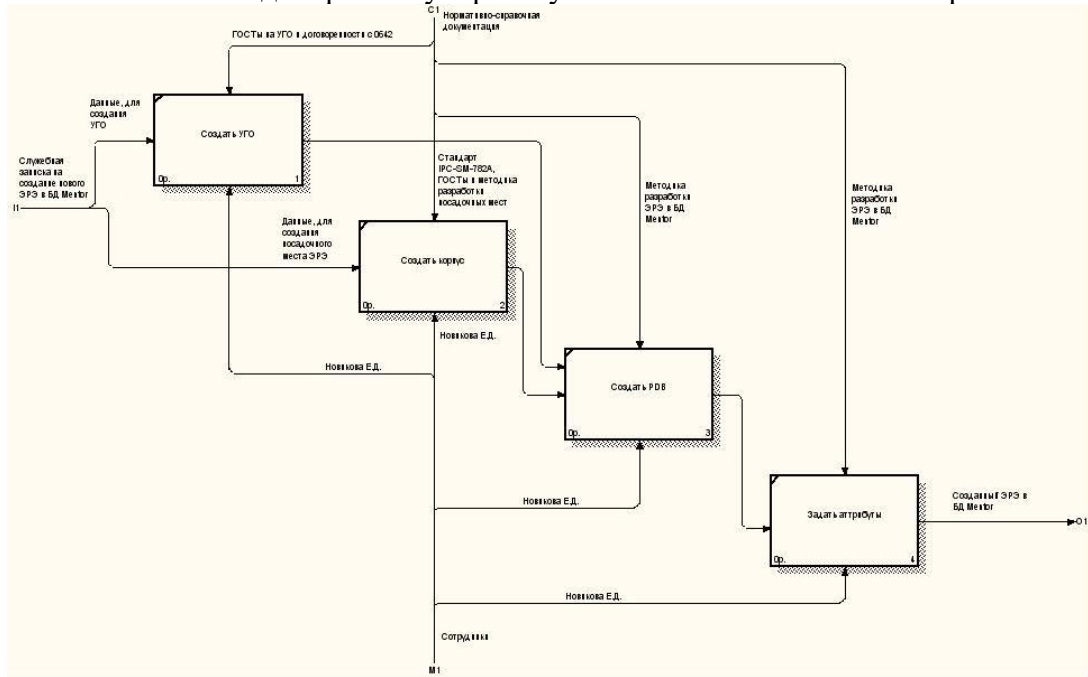 С1
Нормативно-справочная
документация
ГОСТы на УГО и договоренности с 0642
Данные, для
создания
УГО
Создать УГО
0р.
1
Служебная
записка на
создание нового
ЭРЭ в БД Mentor
I1
Стандарт
IPC-SM-782A,
ГОСТы и методика
разработки
посадочных мест
Методика
разработки
ЭРЭ в БД
Mentor
Методика
разработки
ЭРЭ в БД
Mentor
Данные, для
создания
посадочного
места ЭРЭ
Создать корпус
0р.
2
Новикова Е.Д.
Новикова Е.Д.
Создать PDB
0р.
3
Новикова Е.Д.
Задать аттрибуты
0р.
4
Созданный ЭРЭ в
БД Mentor
O1
Новикова Е.Д.
Сотрудники
M1